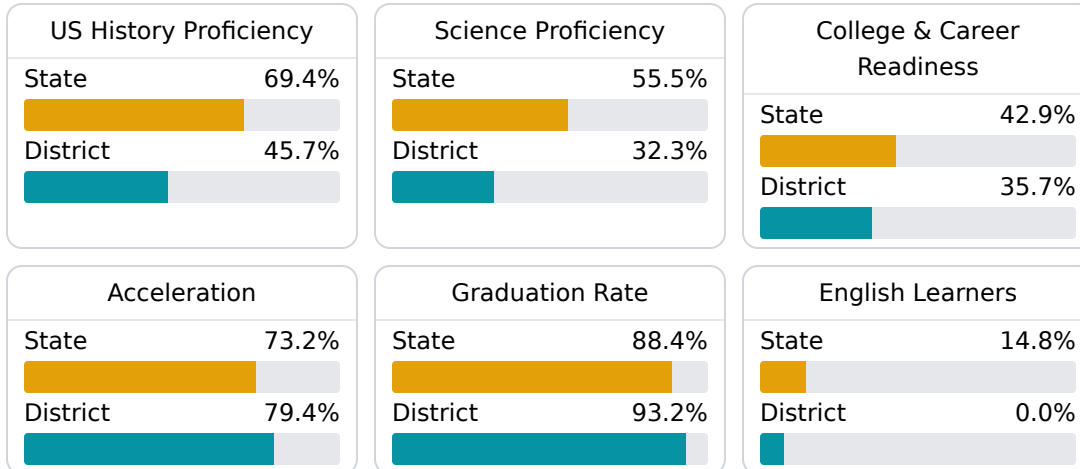 US History Proficiency
State 69.4%
District 45.7%
Science Proficiency
State 55.5%
District 32.3%
College & Career
Readiness
State 42.9%
District 35.7%
Acceleration
State 73.2%
District 79.4%
Graduation Rate
State 88.4%
District 93.2%
English Learners
State 14.8%
District 0.0%